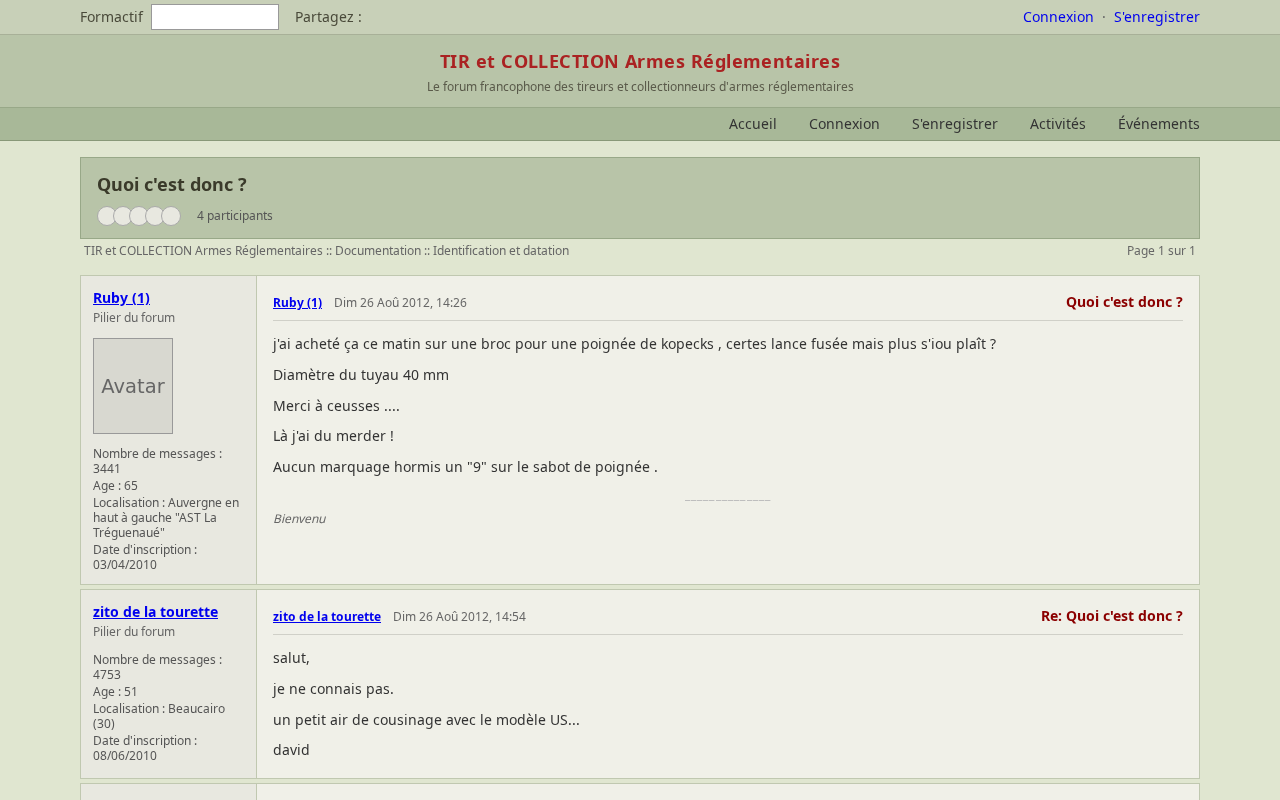 Formactif
Partagez :
Connexion · S'enregistrer
TIR et COLLECTION Armes Réglementaires
Le forum francophone des tireurs et collectionneurs d'armes réglementaires
Accueil
Connexion
S'enregistrer
Activités
Événements
Quoi c'est donc ?
4 participants
TIR et COLLECTION Armes Réglementaires :: Documentation :: Identification et datation
Page 1 sur 1
Ruby (1)
Pilier du forum
Avatar
Nombre de messages :
3441
Age : 65
Localisation : Auvergne en
haut à gauche "AST La
Tréguenaué"
Date d'inscription :
03/04/2010
Ruby (1) Dim 26 Aoû 2012, 14:26
Quoi c'est donc ?
j'ai acheté ça ce matin sur une broc pour une poignée de kopecks , certes lance fusée mais plus s'iou plaît ?
Diamètre du tuyau 40 mm
Merci à ceusses ....
Là j'ai du merder !
Aucun marquage hormis un "9" sur le sabot de poignée .
_________________
Bienvenu
zito de la tourette
Pilier du forum
Nombre de messages :
4753
Age : 51
Localisation : Beaucairo
(30)
Date d'inscription :
08/06/2010
zito de la tourette Dim 26 Aoû 2012, 14:54
Re: Quoi c'est donc ?
salut,
je ne connais pas.
un petit air de cousinage avec le modèle US...
david